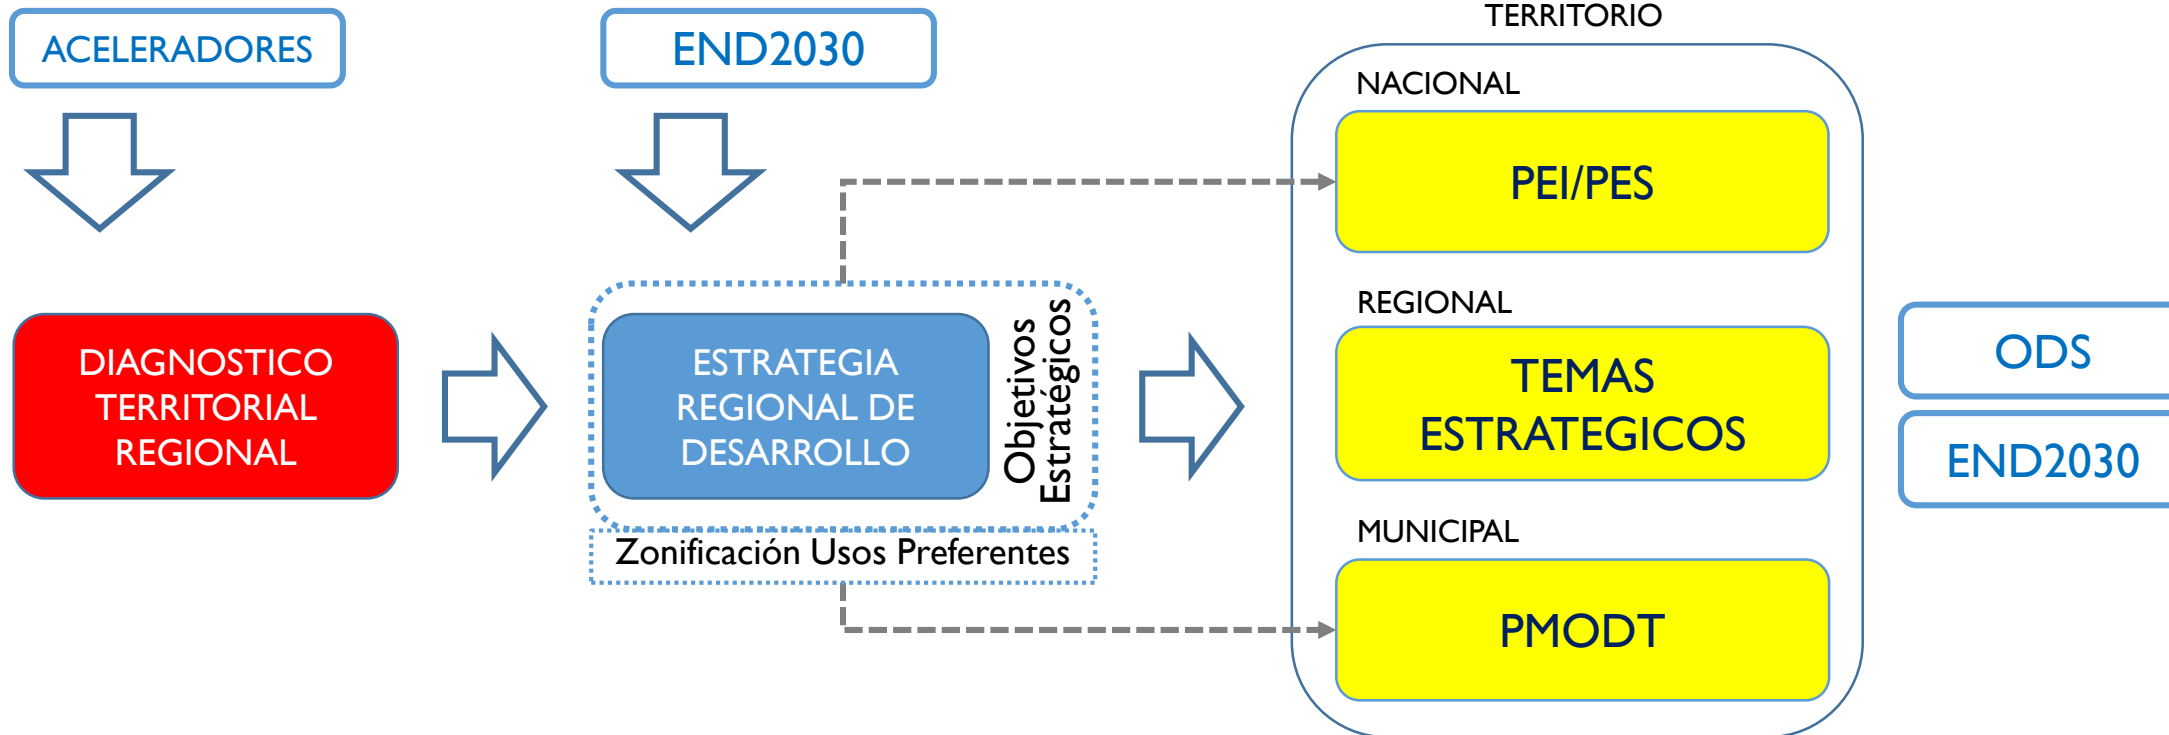 ACELERADORES
END2030
TERRITORIO
NACIONAL
PEI/PES
DIAGNOSTICO
TERRITORIAL
REGIONAL
ESTRATEGIA
REGIONAL DE
DESARROLLO
Objetivos
Estratégicos
Zonificación Usos Preferentes
REGIONAL
TEMAS
ESTRATEGICOS
MUNICIPAL
PMODT
ODS
END2030